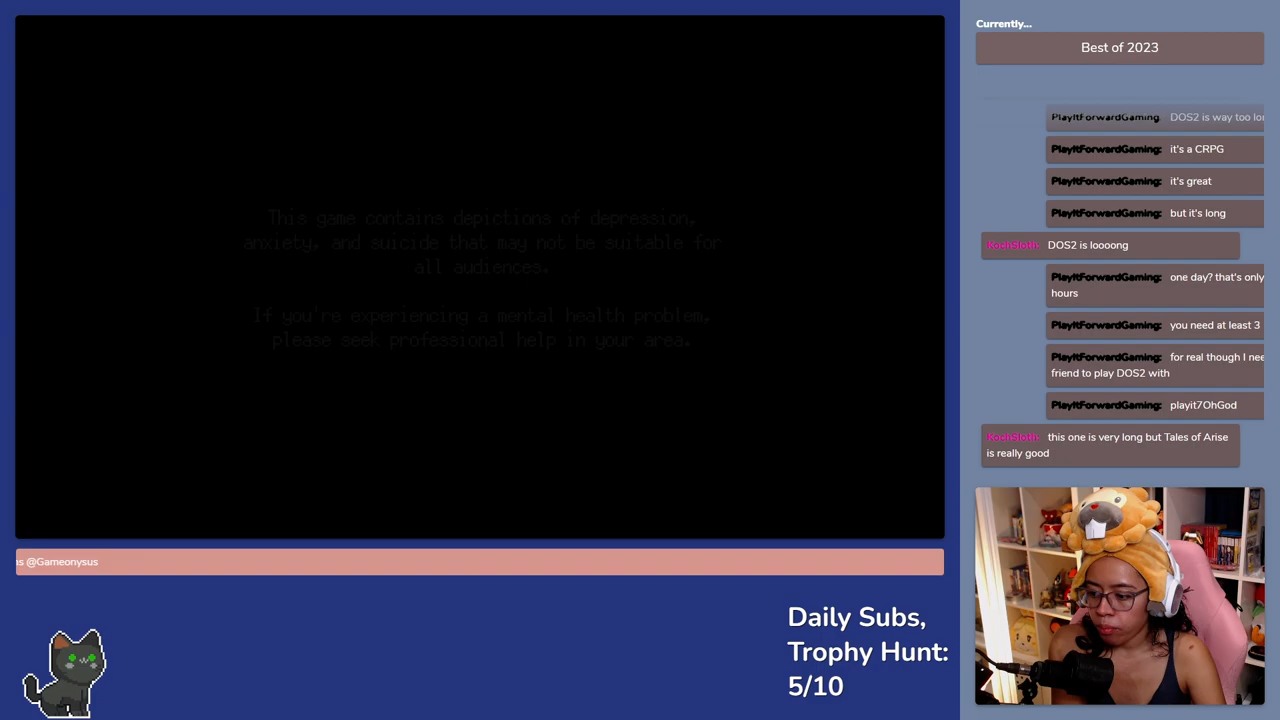 Currently...
Best of 2023
This game contains depictions of depression,
anxiety, and suicide that may not be suitable for
all audiences.
If you're experiencing a mental health problem,
please seek professional help in your area.
PlayItForwardGaming: DOS2 is way too lo
PlayItForwardGaming: it's a CRPG
PlayItForwardGaming: it's great
PlayItForwardGaming: but it's long
KochSloth: DOS2 is loooong
PlayItForwardGaming: one day? that's only
hours
PlayItForwardGaming: you need at least 3
PlayItForwardGaming: for real though I nee
friend to play DOS2 with
PlayItForwardGaming: playit7OhGod
this one is very long but Tales of Arise
is really good
ns @Gameonysus
Daily Subs,
Trophy Hunt:
5/10